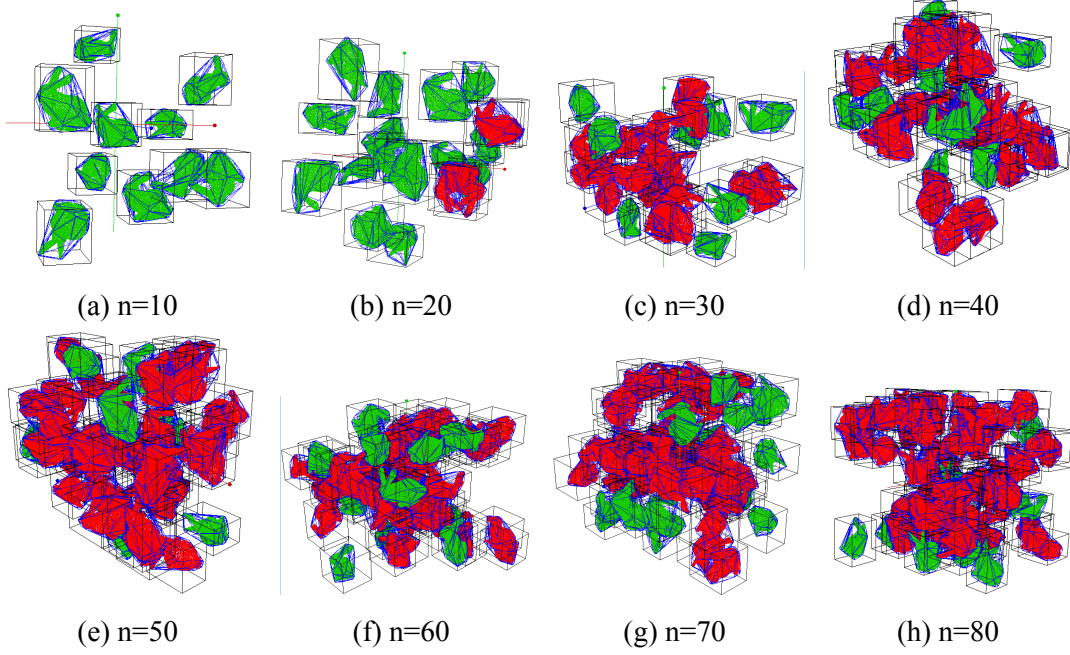 (a) n=10
(b) n=20
(c) n=30
(d) n=40
(e) n=50
(f) n=60
(g) n=70
(h) n=80